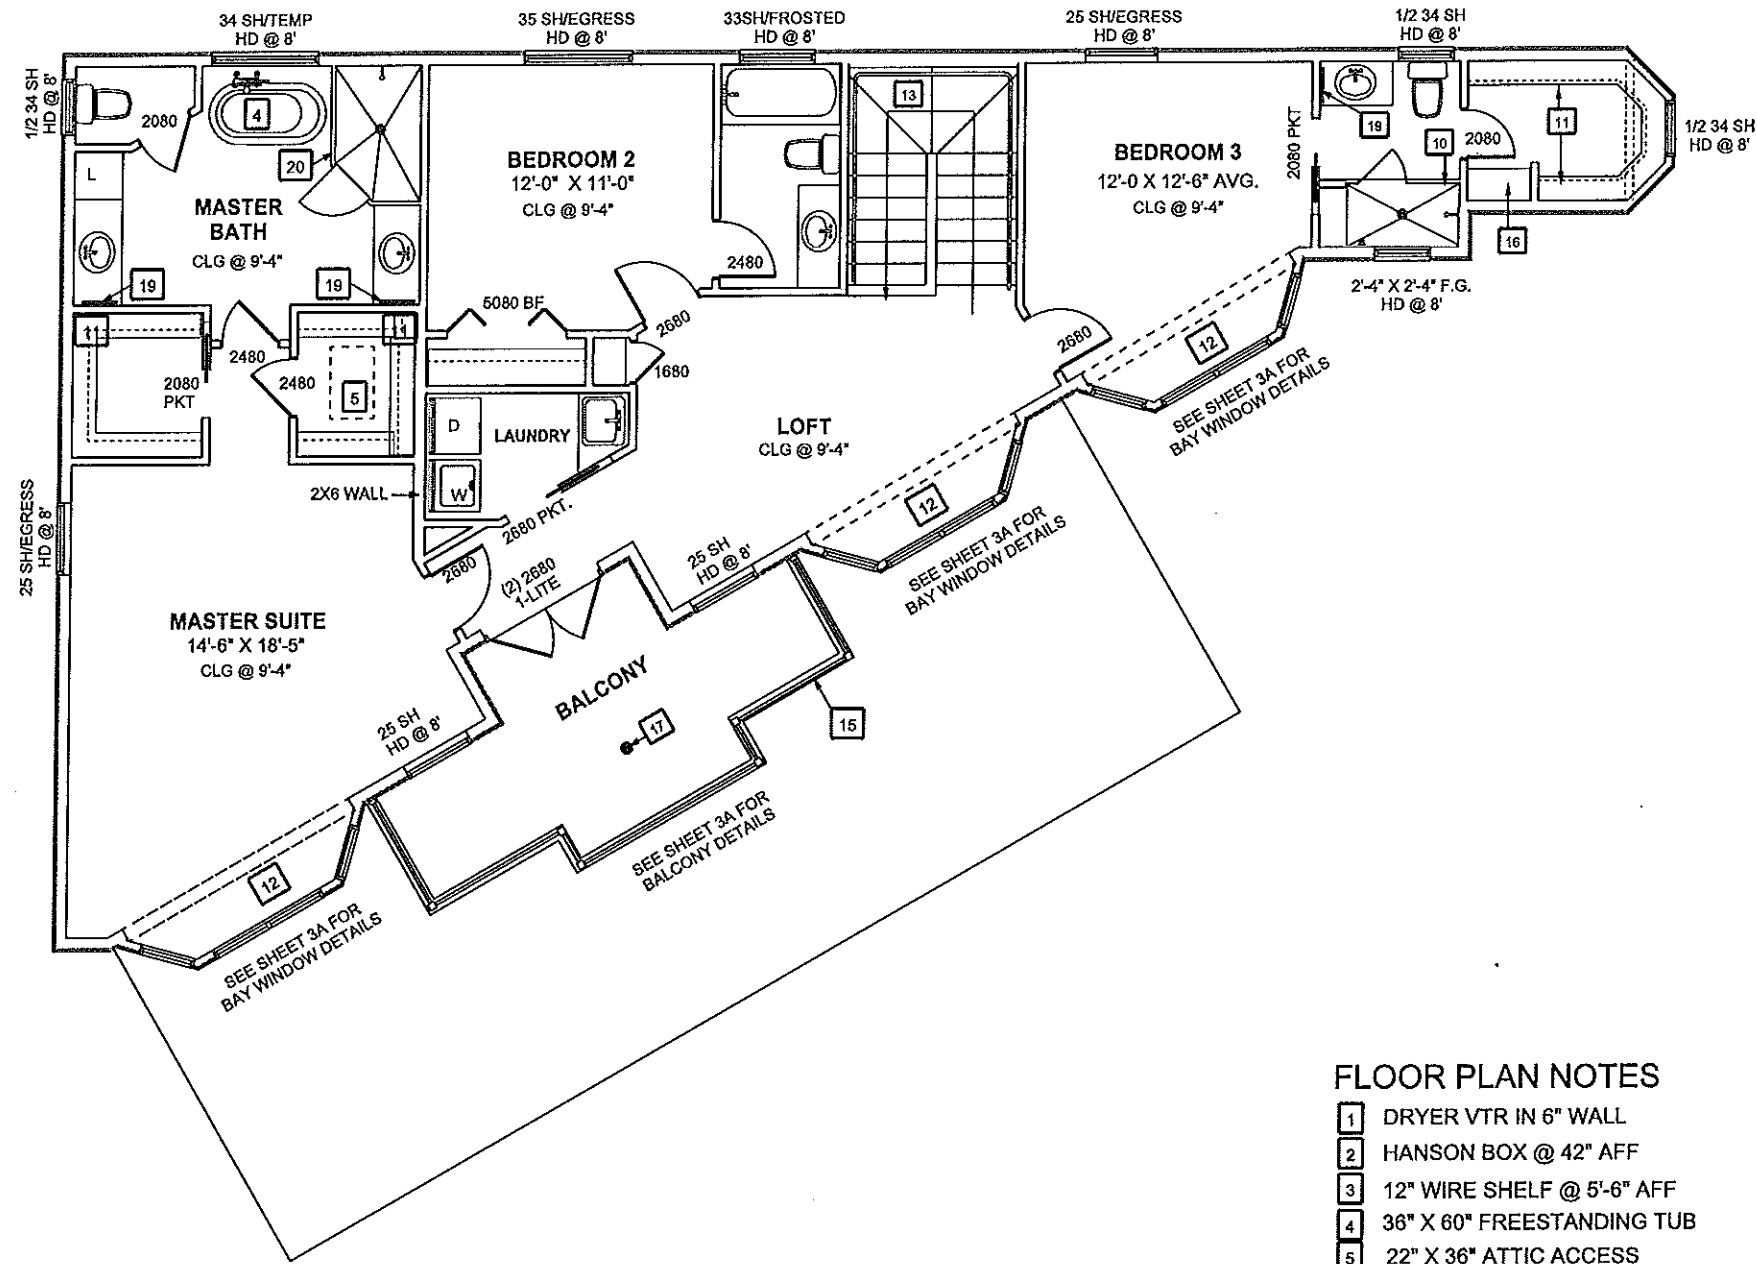 34 SH/TEMP
HD @ 8'
35 SH/EGRESS
HD @ 8'
33SH/FROSTED
HD @ 8'
25 SH/EGRESS
HD @ 8'
1/2 34 SH
HD @ 8'
1/2 34 SH
HD @ 8'
2080
4
20
L
MASTER
BATH
CLG @ 9'-4"
19
19
BEDROOM 2
12'-0" X 11'-0"
CLG @ 9'-4"
2480
13
BEDROOM 3
12'-0 X 12'-6" AVG.
CLG @ 9'-4"
2080 PKT
19
10
2080
11
16
1/2 34 SH
HD @ 8'
2'-4" X 2'-4" F.G.
HD @ 8'
5080 BF
2680
1680
11
2480
2080
PKT
2480
5
11
D
LAUNDRY
W
2X6 WALL
2680 PKT.
LOFT
CLG @ 9'-4"
2680
12
SEE SHEET 3A FOR
BAY WINDOW DETAILS
12
SEE SHEET 3A FOR
BAY WINDOW DETAILS
25 SH/EGRESS
HD @ 8'
2680
(2) 2680
1-LITE
25 SH
HD @ 8'
MASTER SUITE
14'-6" X 18'-5"
CLG @ 9'-4"
BALCONY
17
15
25 SH
HD @ 8'
SEE SHEET 3A FOR
BALCONY DETAILS
12
SEE SHEET 3A FOR
BAY WINDOW DETAILS
FLOOR PLAN NOTES
1 DRYER VTR IN 6" WALL
2 HANSON BOX @ 42" AFF
3 12" WIRE SHELF @ 5'-6" AFF
4 36" X 60" FREESTANDING TUB
5 22" X 36" ATTIC ACCESS